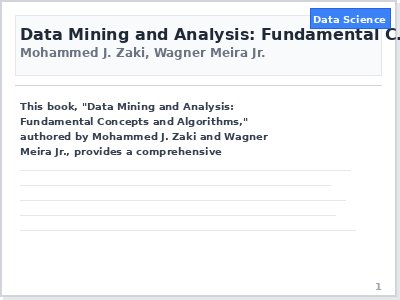 Data Science
Data Mining and Analysis: Fundamental C.
Mohammed J. Zaki, Wagner Meira Jr.
This book, "Data Mining and Analysis:
Fundamental Concepts and Algorithms,"
authored by Mohammed J. Zaki and Wagner
Meira Jr., provides a comprehensive
1